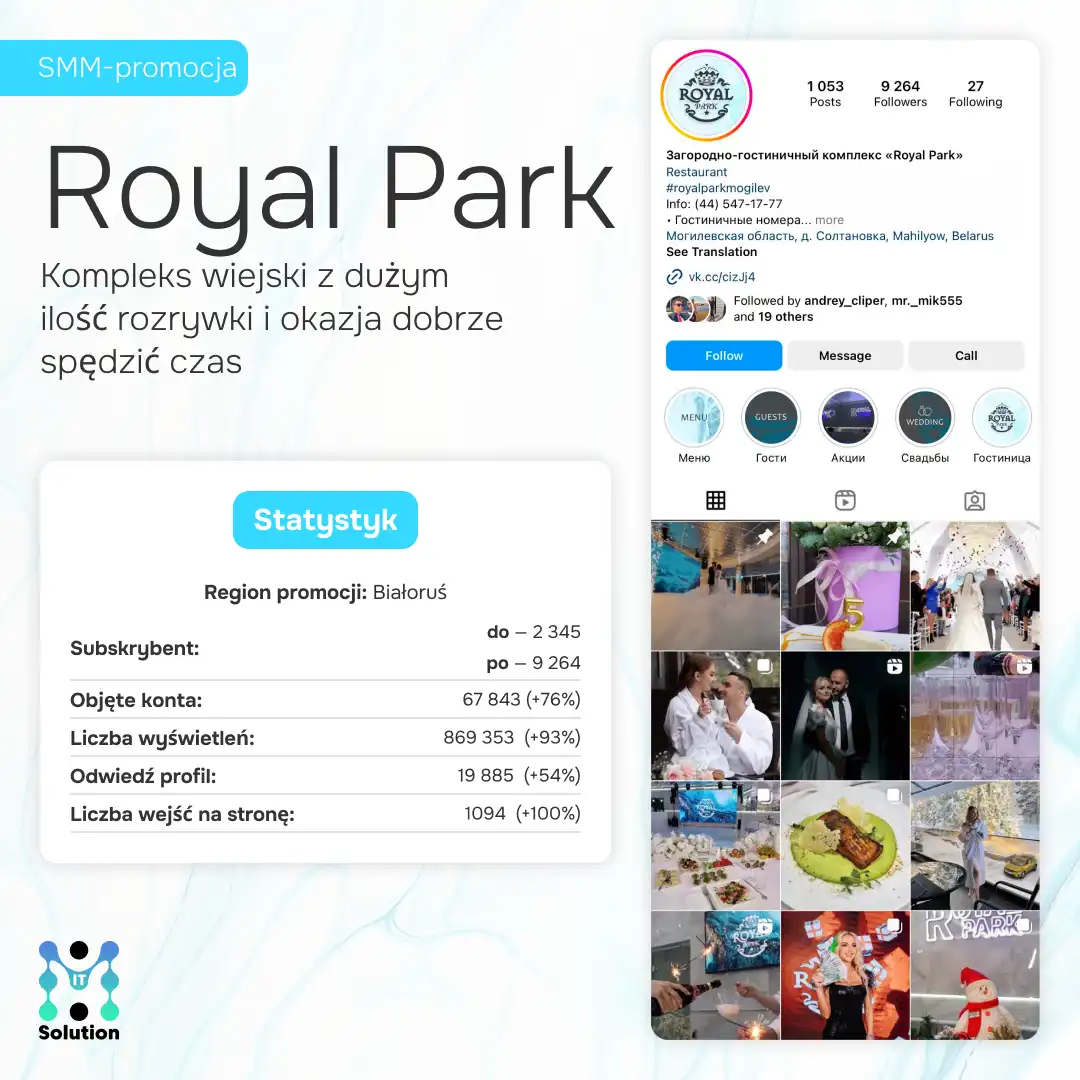 SMM-promocja
Royal Park
Kompleks wiejski z dużym
ilość rozrywki i okazja dobrze
spędzić czas
Statystyk
Region promocji: Białoruś
Subskrybent:
do – 2 345
po – 9 264
Objęte konta: 67 843 (+76%)
Liczba wyświetleń: 869 353 (+93%)
Odwiedź profil: 19 885 (+54%)
Liczba wejść na stronę: 1094 (+100%)
IT
Solution
ROYAL
PARK
1 053 9 264 27
Posts Followers Following
Загородно-гостиничный комплекс «Royal Park»
Restaurant
#royalparkmogilev
Info: (44) 547-17-77
• Гостиничные номера... more
Могилевская область, д. Солтановка, Mahilyow, Belarus
See Translation
vk.cc/cizJj4
Followed by andrey_cliper, mr._mik555
and 19 others
Follow Message Call
MENU GUESTS WEDDING ROYAL
Меню Гости Акции Свадьбы Гостиница
5
ROYAL
PARK